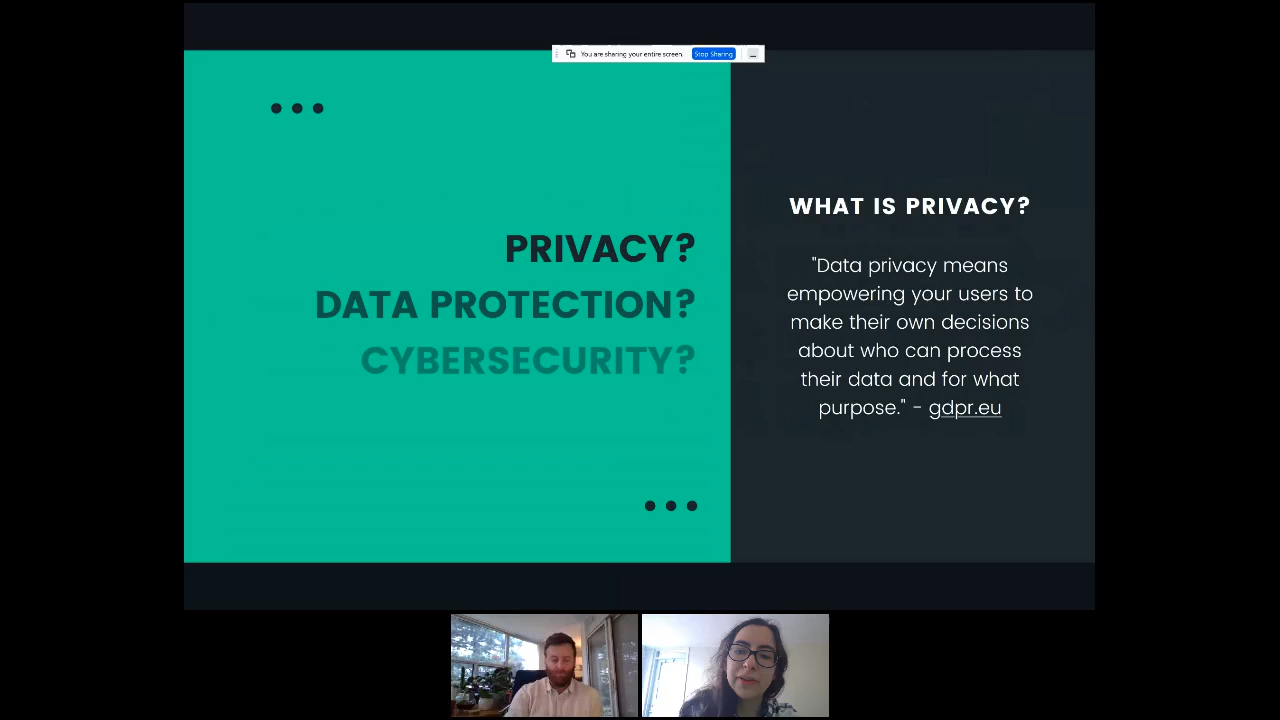 You are sharing your entire screen.
Stop Sharing
PRIVACY?
DATA PROTECTION?
CYBERSECURITY?
WHAT IS PRIVACY?
"Data privacy means
empowering your users to
make their own decisions
about who can process
their data and for what
purpose." - gdpr.eu